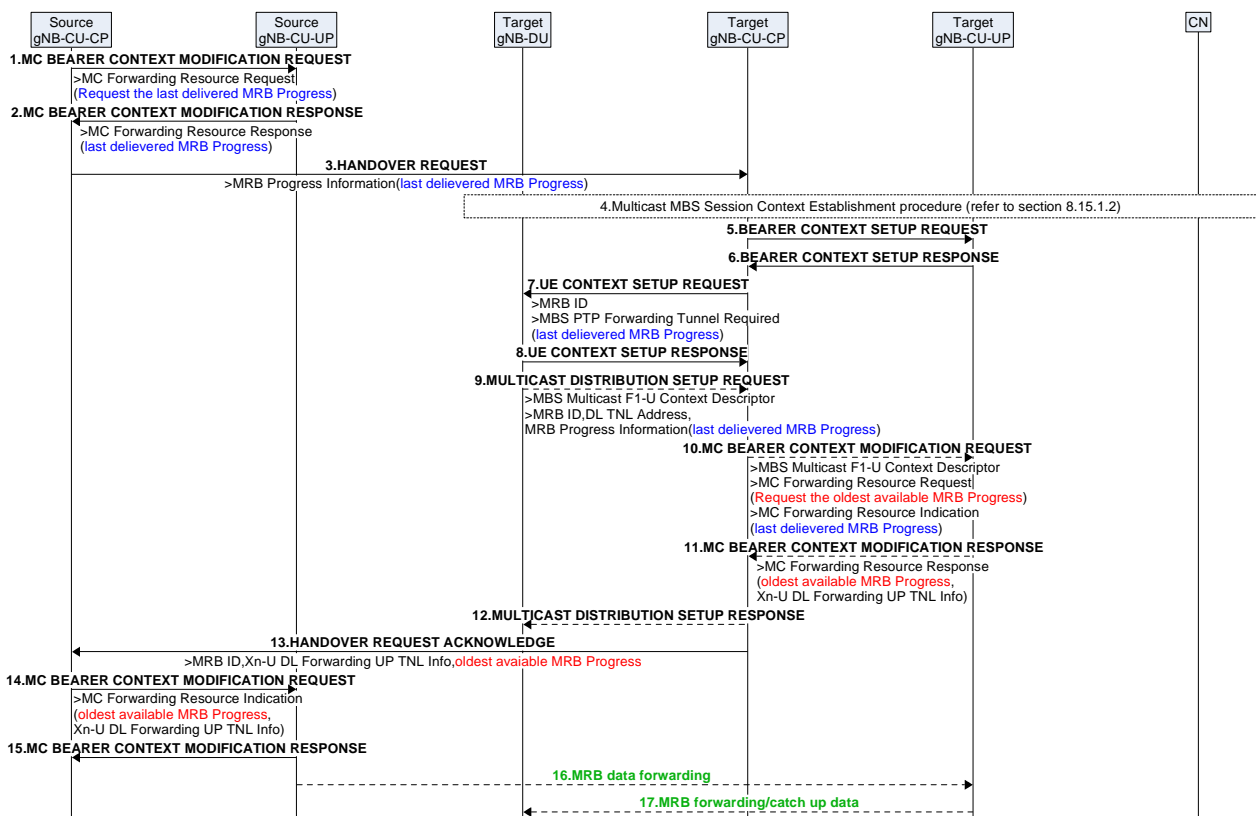 Source
gNB-CU-CP
Source
gNB-CU-UP
Target
gNB-DU
Target
gNB-CU-CP
Target
gNB-CU-UP
CN
1.MC BEARER CONTEXT MODIFICATION REQUEST
>MC Forwarding Resource Request
(Request the last delivered MRB Progress)
2.MC BEARER CONTEXT MODIFICATION RESPONSE
>MC Forwarding Resource Response
(last delievered MRB Progress)
3.HANDOVER REQUEST
>MRB Progress Information(last delievered MRB Progress)
4.Multicast MBS Session Context Establishment procedure (refer to section 8.15.1.2)
5.BEARER CONTEXT SETUP REQUEST
6.BEARER CONTEXT SETUP RESPONSE
7.UE CONTEXT SETUP REQUEST
>MRB ID
>MBS PTP Forwarding Tunnel Required
(last delievered MRB Progress)
8.UE CONTEXT SETUP RESPONSE
9.MULTICAST DISTRIBUTION SETUP REQUEST
>MBS Multicast F1-U Context Descriptor
>MRB ID,DL TNL Address,
MRB Progress Information(last delievered MRB Progress)
10.MC BEARER CONTEXT MODIFICATION REQUEST
>MBS Multicast F1-U Context Descriptor
>MC Forwarding Resource Request
(Request the oldest available MRB Progress)
>MC Forwarding Resource Indication
(last delievered MRB Progress)
11.MC BEARER CONTEXT MODIFICATION RESPONSE
>MC Forwarding Resource Response
(oldest available MRB Progress,
Xn-U DL Forwarding UP TNL Info)
12.MULTICAST DISTRIBUTION SETUP RESPONSE
13.HANDOVER REQUEST ACKNOWLEDGE
>MRB ID,Xn-U DL Forwarding UP TNL Info,oldest avaiable MRB Progress
14.MC BEARER CONTEXT MODIFICATION REQUEST
>MC Forwarding Resource Indication
(oldest available MRB Progress,
Xn-U DL Forwarding UP TNL Info)
15.MC BEARER CONTEXT MODIFICATION RESPONSE
16.MRB data forwarding
17.MRB forwarding/catch up data